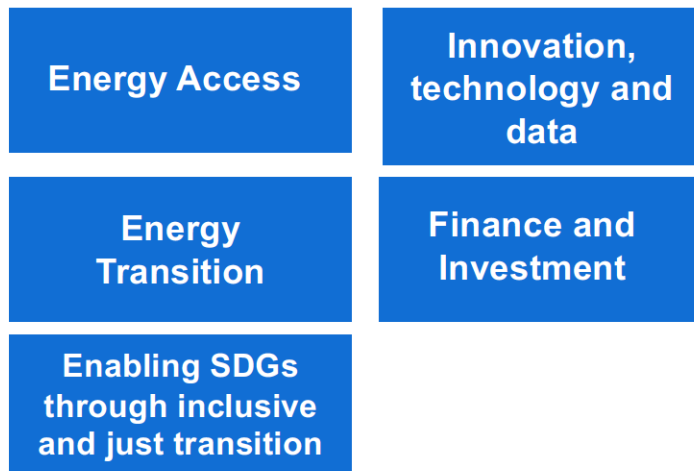 Energy Access
Innovation,
technology and
data
Energy
Transition
Finance and
Investment
Enabling SDGs
through inclusive
and just transition